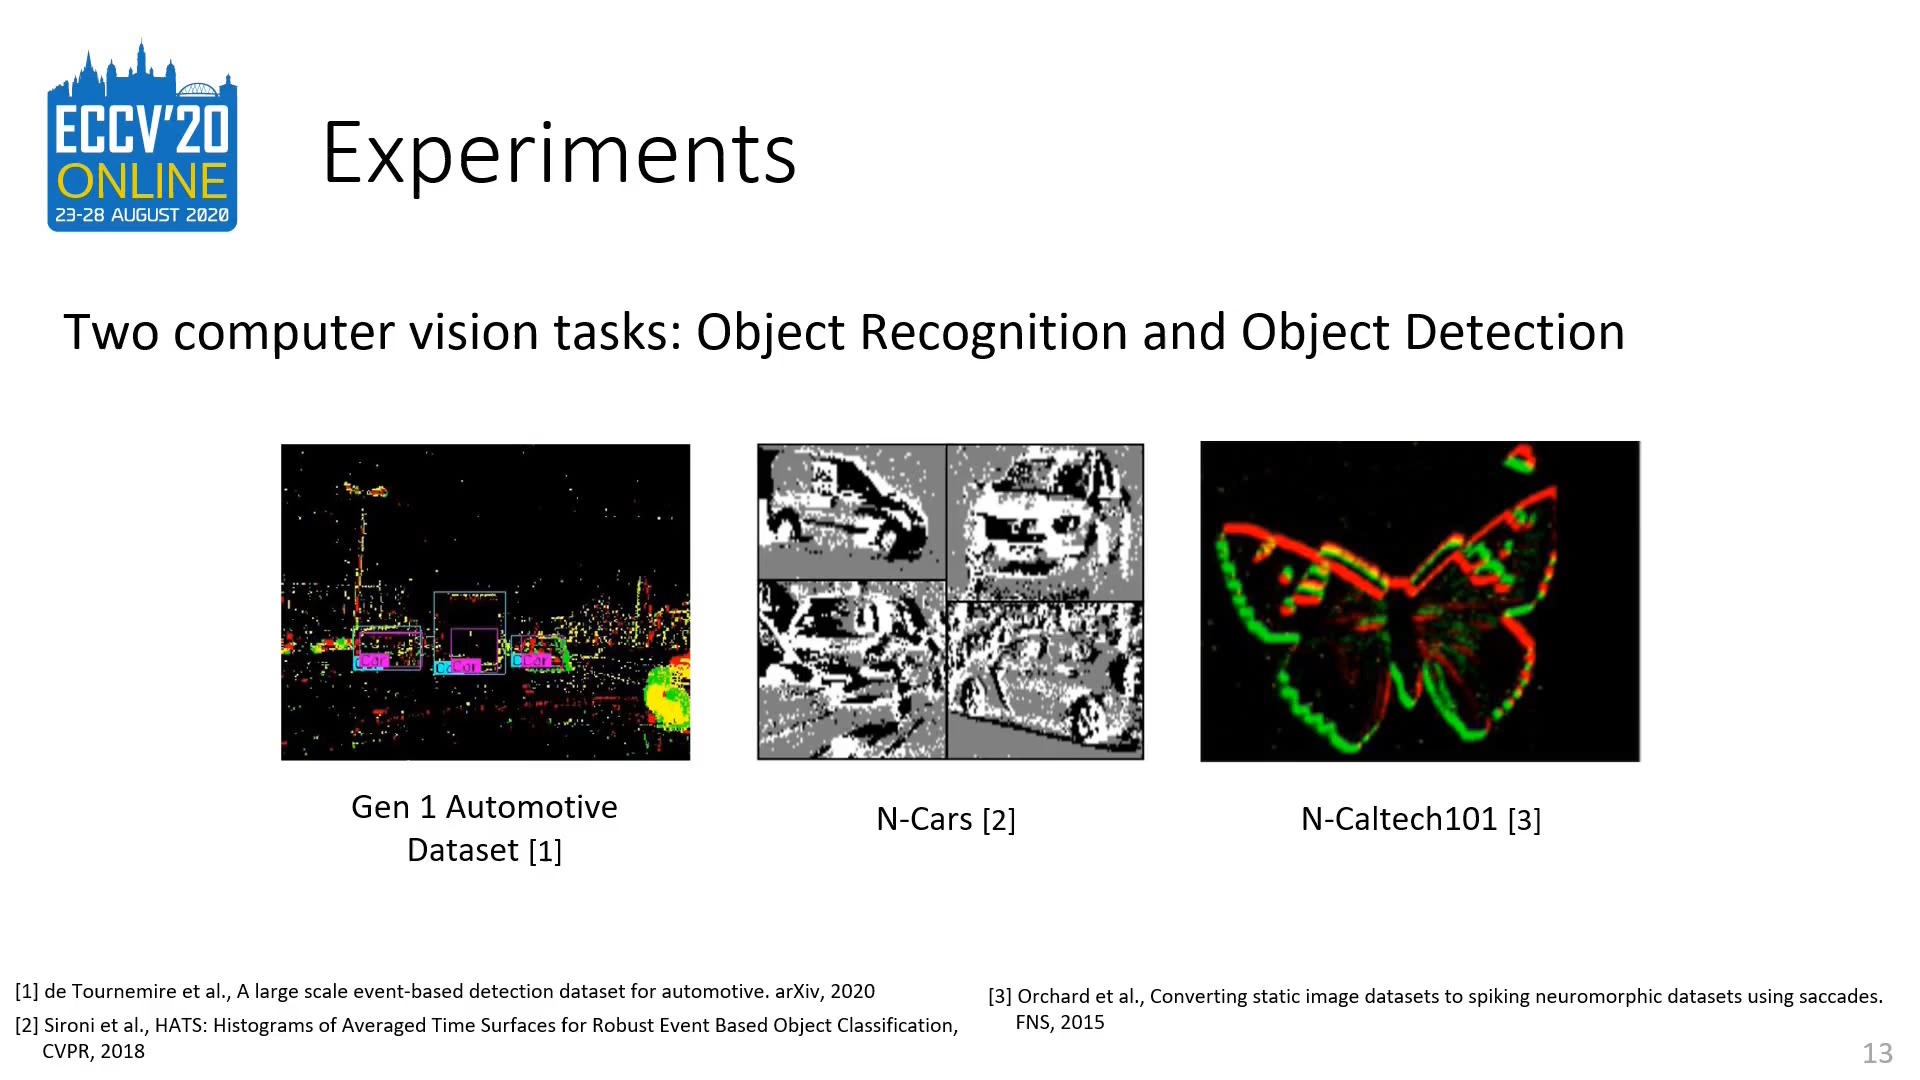 ECCV'20
ONLINE
23-28 AUGUST 2020
Experiments
Two computer vision tasks: Object Recognition and Object Detection
Car
Car
Car
Gen 1 Automotive
Dataset [1]
N-Cars [2]
N-Caltech101 [3]
[1] de Tournemire et al., A large scale event-based detection dataset for automotive. arXiv, 2020
[2] Sironi et al., HATS: Histograms of Averaged Time Surfaces for Robust Event Based Object Classification,
CVPR, 2018
[3] Orchard et al., Converting static image datasets to spiking neuromorphic datasets using saccades.
FNS, 2015
13